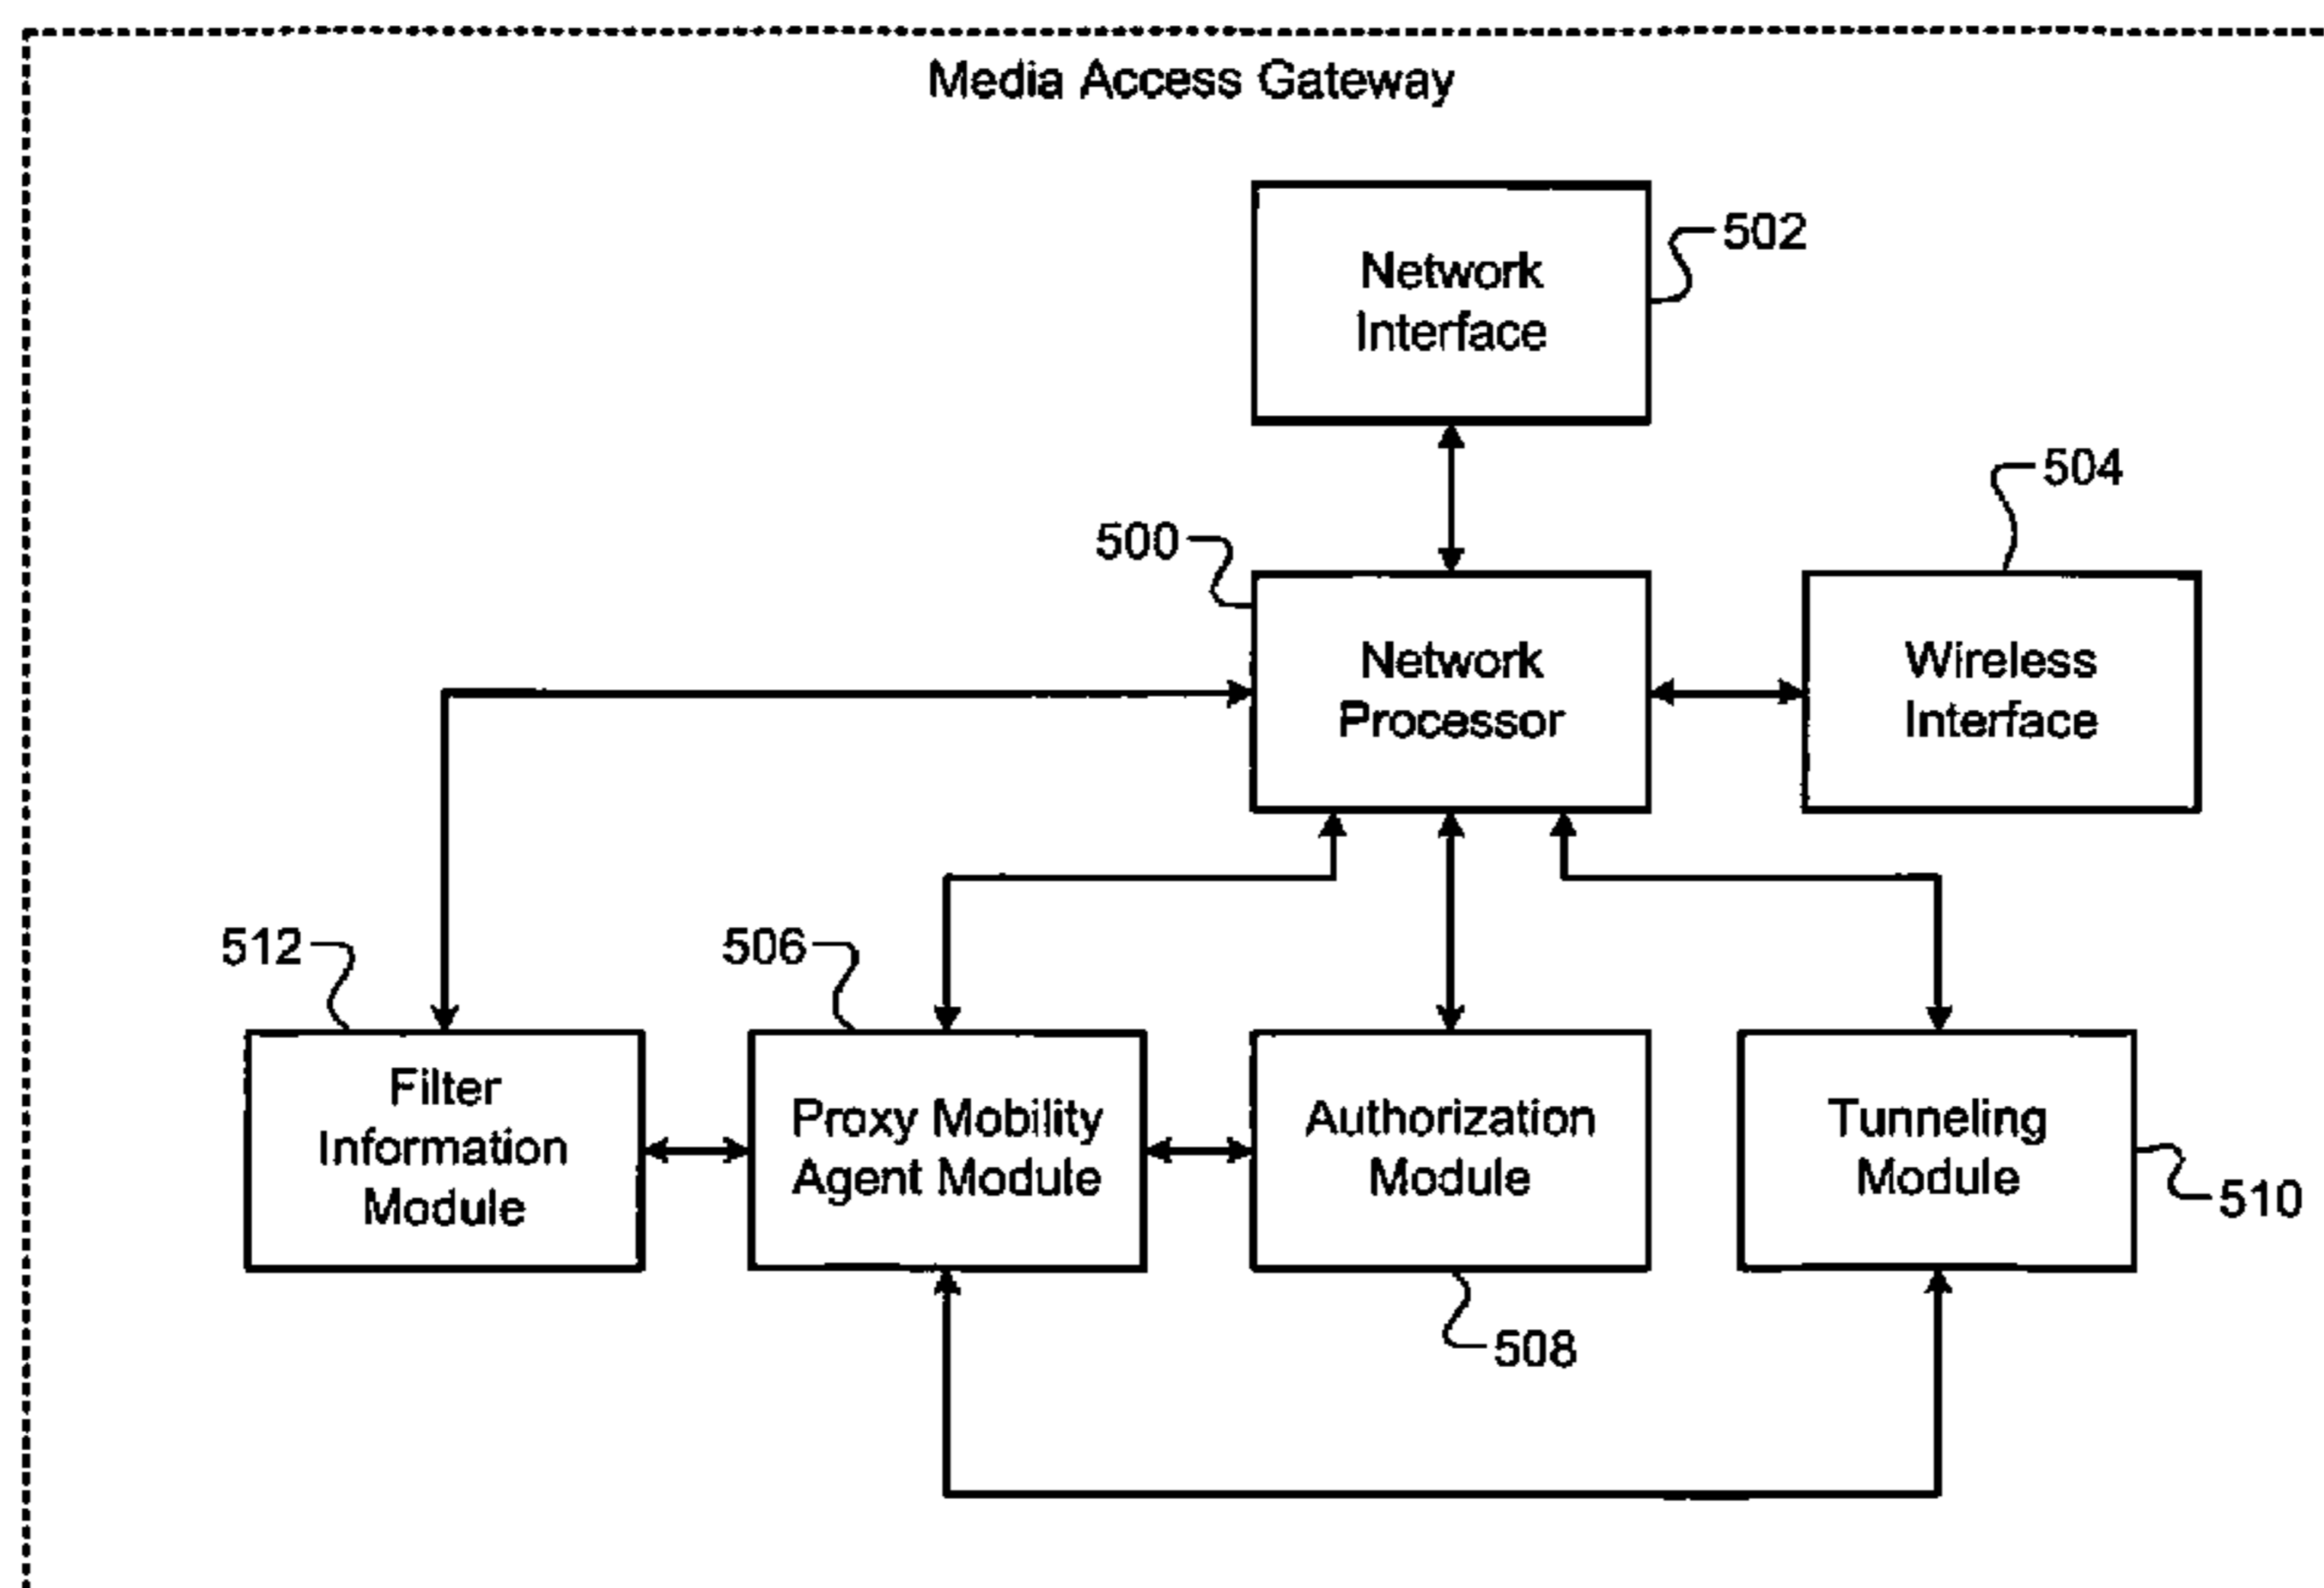 Media Access Gateway
502
Network
Interface
504
500
Network
Processor
Wireless
Interface
512
506
Filter
Information
Module
Proxy Mobility
Agent Module
Authorization
Module
Tunneling
Module
510
508